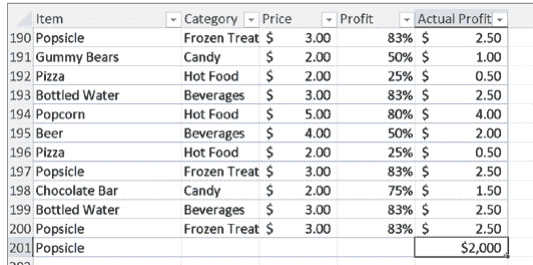 Item Category Price Profit Actual Profit
190 Popsicle Frozen Treat $ 3.00 83% $ 2.50
191 Gummy Bears Candy $ 2.00 50% $ 1.00
192 Pizza Hot Food $ 2.00 25% $ 0.50
193 Bottled Water Beverages $ 3.00 83% $ 2.50
194 Popcorn Hot Food $ 5.00 80% $ 4.00
195 Beer Beverages $ 4.00 50% $ 2.00
196 Pizza Hot Food $ 2.00 25% $ 0.50
197 Popsicle Frozen Treat $ 3.00 83% $ 2.50
198 Chocolate Bar Candy $ 2.00 75% $ 1.50
199 Bottled Water Beverages $ 3.00 83% $ 2.50
200 Popsicle Frozen Treat $ 3.00 83% $ 2.50
201 Popsicle $2,000